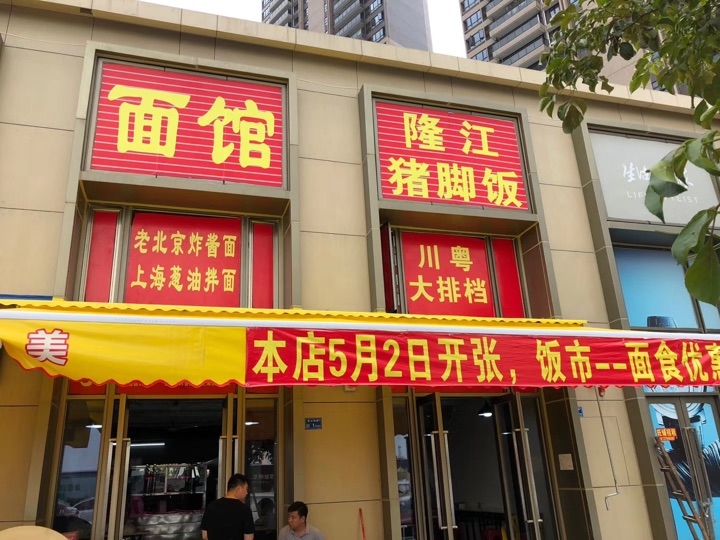 面馆
隆江
猪脚饭
老北京炸酱面
上海葱油拌面
川粤
大排档
美
本店5月2日开张，饭市--面食优惠